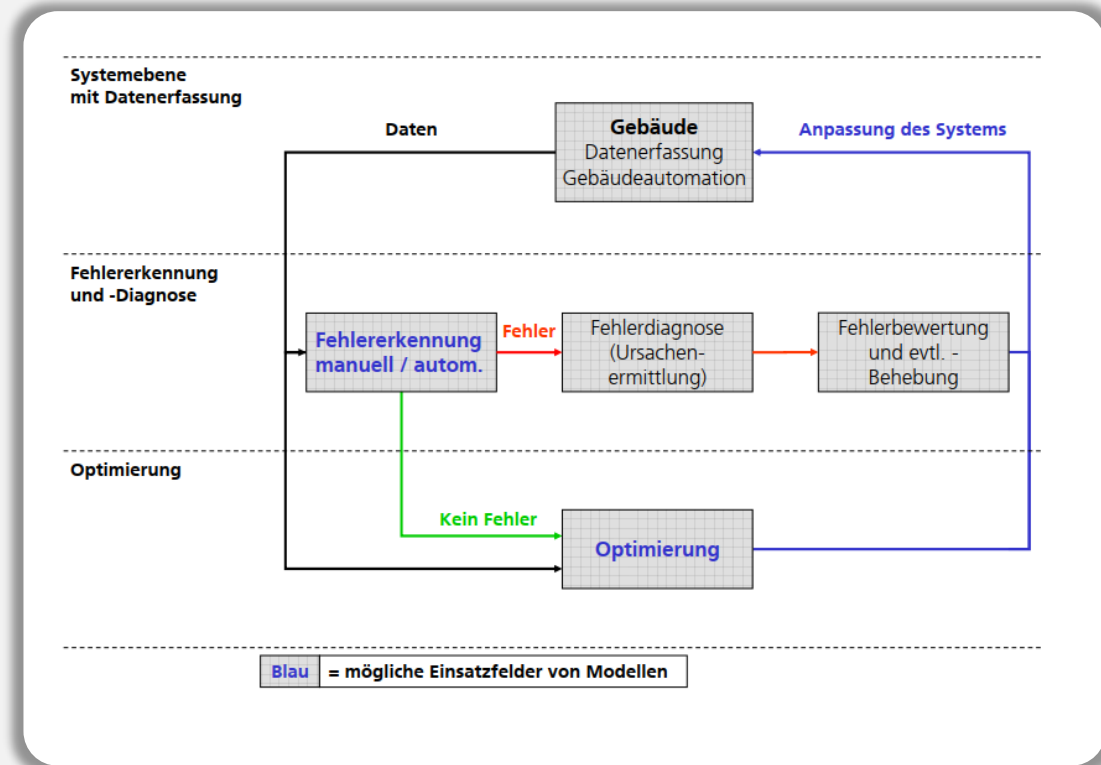 Systemebene
mit Datenerfassung
Daten
Gebäude
Datenerfassung
Gebäudeautomation
Anpassung des Systems
Fehlererkennung
und -Diagnose
Fehlererkennung
manuell / autom.
Fehler
Fehlerdiagnose
(Ursachen-
ermittlung)
Fehlerbewertung
und evtl. -
Behebung
Optimierung
Kein Fehler
Optimierung
Blau = mögliche Einsatzfelder von Modellen